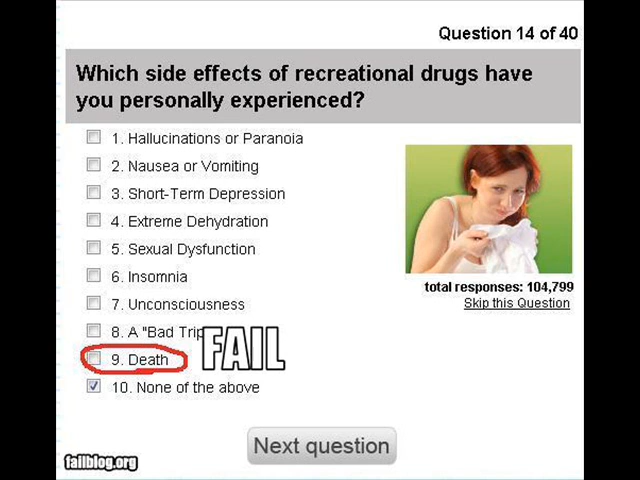 Question 14 of 40
Which side effects of recreational drugs have
you personally experienced?
1. Hallucinations or Paranoia
2. Nausea or Vomiting
3. Short-Term Depression
4. Extreme Dehydration
5. Sexual Dysfunction
6. Insomnia
7. Unconsciousness
8. A "Bad Trip
9. Death
FAIL
10. None of the above
total responses: 104,799
Skip this Question
Next question
failblog.org